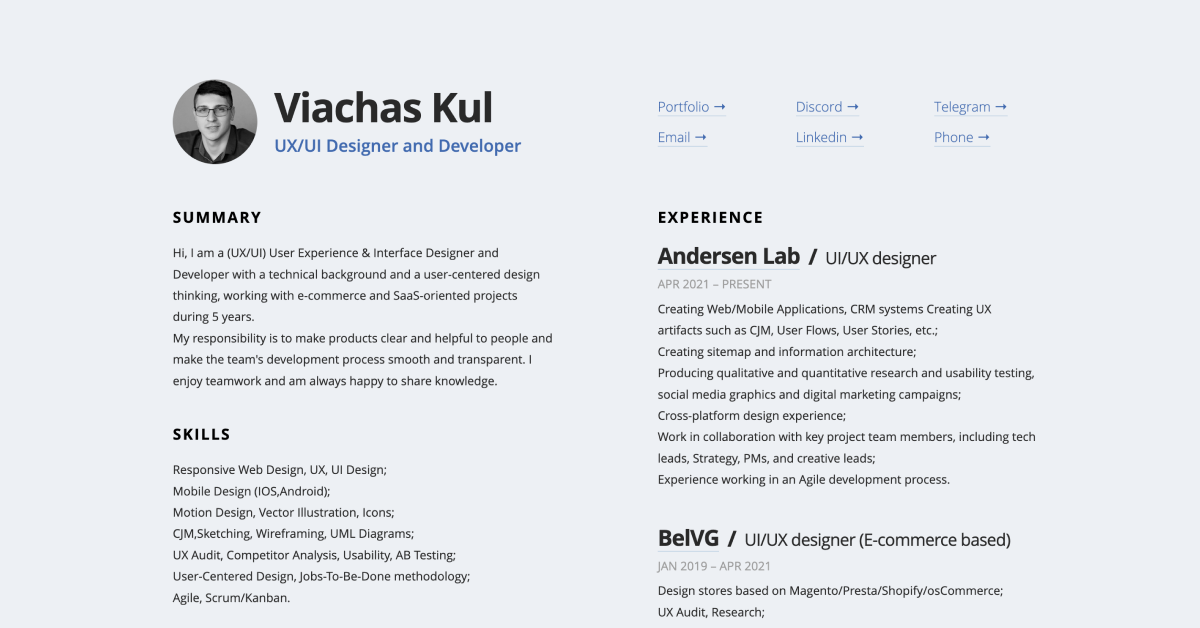 Viachas Kul
UX/UI Designer and Developer
Portfolio →
Discord →
Telegram →
Email →
Linkedin →
Phone →
SUMMARY
Hi, I am a (UX/UI) User Experience & Interface Designer and
Developer with a technical background and a user-centered design
thinking, working with e-commerce and SaaS-oriented projects
during 5 years.
My responsibility is to make products clear and helpful to people and
make the team's development process smooth and transparent. I
enjoy teamwork and am always happy to share knowledge.
SKILLS
Responsive Web Design, UX, UI Design;
Mobile Design (IOS,Android);
Motion Design, Vector Illustration, Icons;
CJM,Sketching, Wireframing, UML Diagrams;
UX Audit, Competitor Analysis, Usability, AB Testing;
User-Centered Design, Jobs-To-Be-Done methodology;
Agile, Scrum/Kanban.
EXPERIENCE
Andersen Lab / UI/UX designer
APR 2021 – PRESENT
Creating Web/Mobile Applications, CRM systems Creating UX
artifacts such as CJM, User Flows, User Stories, etc.;
Creating sitemap and information architecture;
Producing qualitative and quantitative research and usability testing,
social media graphics and digital marketing campaigns;
Cross-platform design experience;
Work in collaboration with key project team members, including tech
leads, Strategy, PMs, and creative leads;
Experience working in an Agile development process.
BelVG / UI/UX designer (E-commerce based)
JAN 2019 – APR 2021
Design stores based on Magento/Presta/Shopify/osCommerce;
UX Audit, Research;